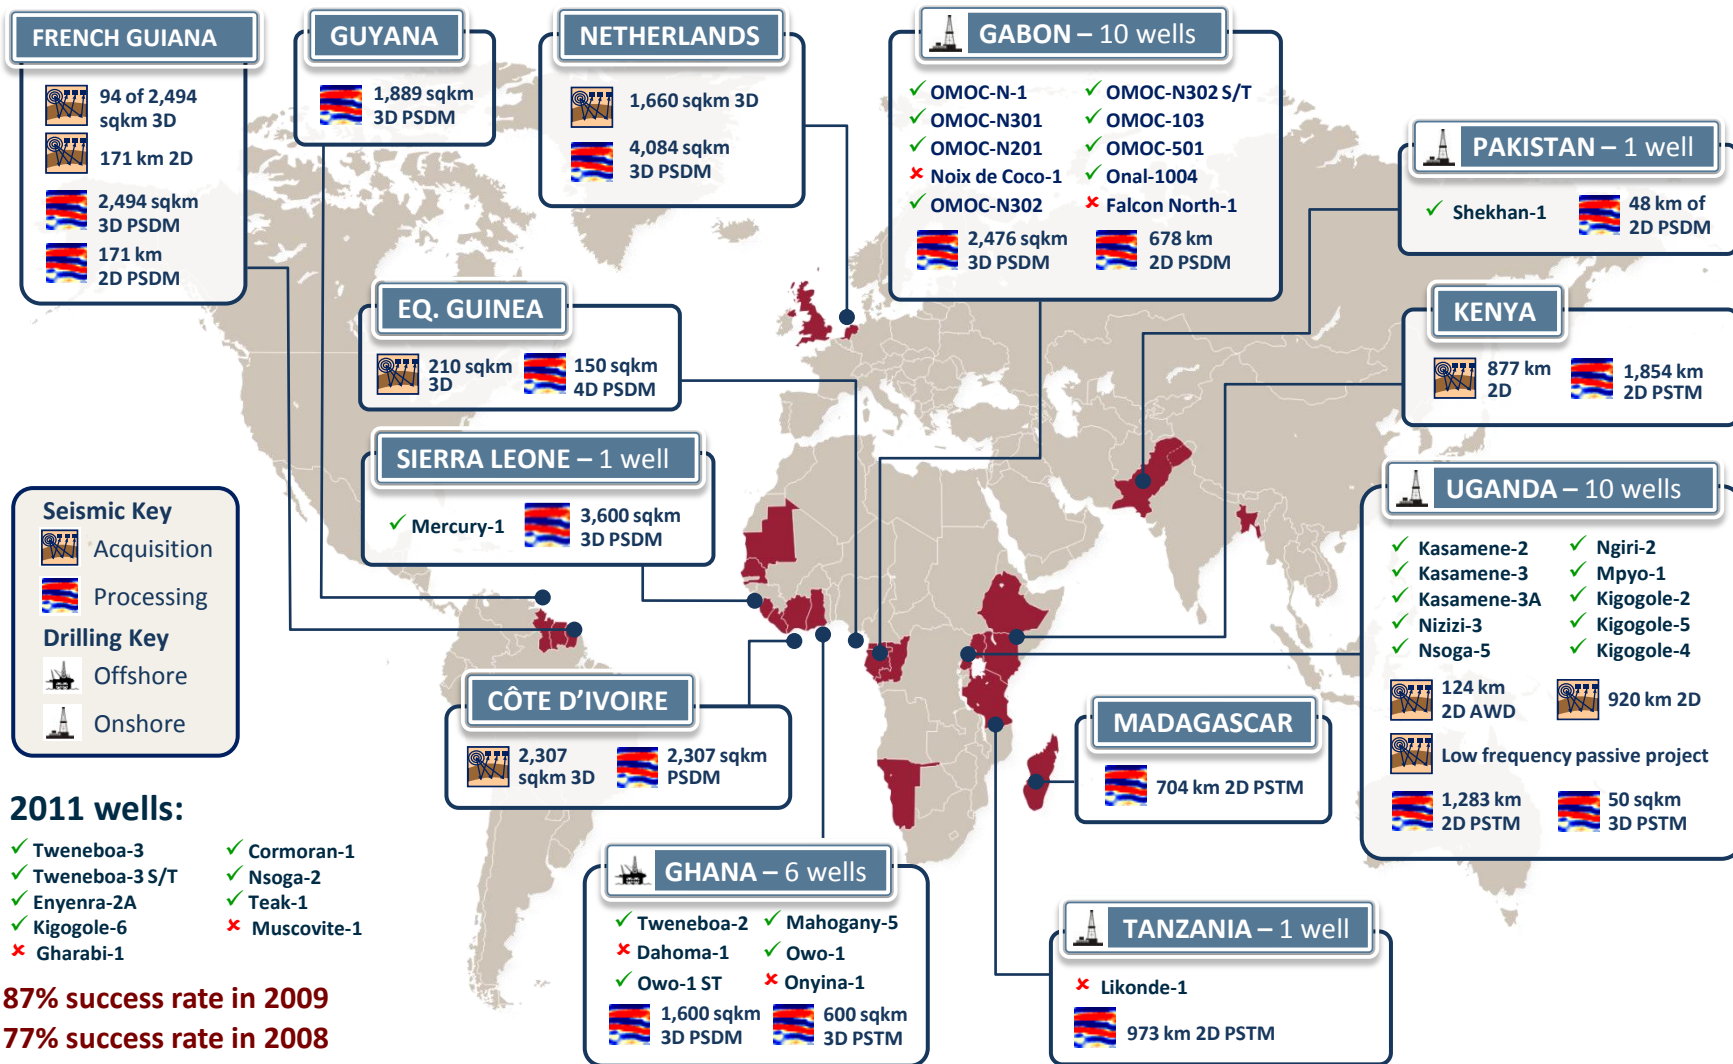 FRENCH GUIANA
94 of 2,494
sqkm 3D
171 km 2D
2,494 sqkm
3D PSDM
171 km
2D PSDM
GUYANA
1,889 sqkm
3D PSDM
NETHERLANDS
1,660 sqkm 3D
4,084 sqkm
3D PSDM
GABON – 10 wells
✓ OMOC-N-1
✓ OMOC-N301
✓ OMOC-N201
✗ Noix de Coco-1
✓ OMOC-N302
✓ OMOC-N302 S/T
✓ OMOC-103
✓ OMOC-501
✓ Onal-1004
✗ Falcon North-1
2,476 sqkm
3D PSDM
678 km
2D PSDM
PAKISTAN – 1 well
✓ Shekhan-1
48 km of
2D PSDM
EQ. GUINEA
210 sqkm
3D
150 sqkm
4D PSDM
KENYA
877 km
2D
1,854 km
2D PSTM
SIERRA LEONE – 1 well
✓ Mercury-1
3,600 sqkm
3D PSDM
UGANDA – 10 wells
✓ Kasamene-2
✓ Kasamene-3
✓ Kasamene-3A
✓ Nizizi-3
✓ Nsoga-5
✓ Ngiri-2
✓ Mpyo-1
✓ Kigogole-2
✓ Kigogole-5
✓ Kigogole-4
124 km
2D AWD
920 km 2D
Low frequency passive project
1,283 km
2D PSTM
50 sqkm
3D PSTM
Seismic Key
Acquisition
Processing
Drilling Key
Offshore
Onshore
CÔTE D'IVOIRE
2,307
sqkm 3D
2,307 sqkm
PSDM
MADAGASCAR
704 km 2D PSTM
2011 wells:
✓ Tweneboa-3
✓ Tweneboa-3 S/T
✓ Enyenra-2A
✓ Kigogole-6
✗ Gharabi-1
✓ Cormoran-1
✓ Nsoga-2
✓ Teak-1
✗ Muscovite-1
87% success rate in 2009
77% success rate in 2008
GHANA – 6 wells
✓ Tweneboa-2
✗ Dahoma-1
✓ Owo-1 ST
✓ Mahogany-5
✓ Owo-1
✗ Onyina-1
1,600 sqkm
3D PSDM
600 sqkm
3D PSTM
TANZANIA – 1 well
✗ Likonde-1
973 km 2D PSTM